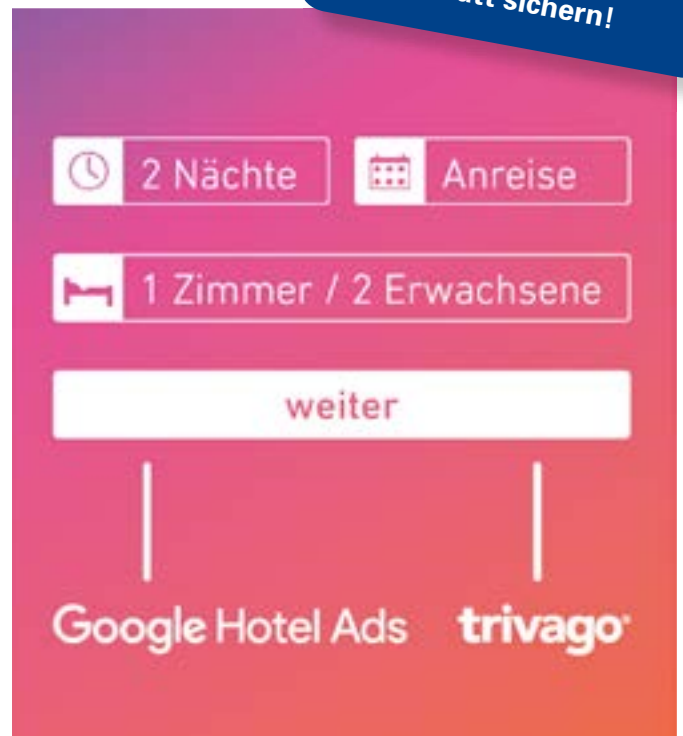 sichern!
2 Nächte
Anreise
1 Zimmer / 2 Erwachsene
weiter
Google Hotel Ads
trivago